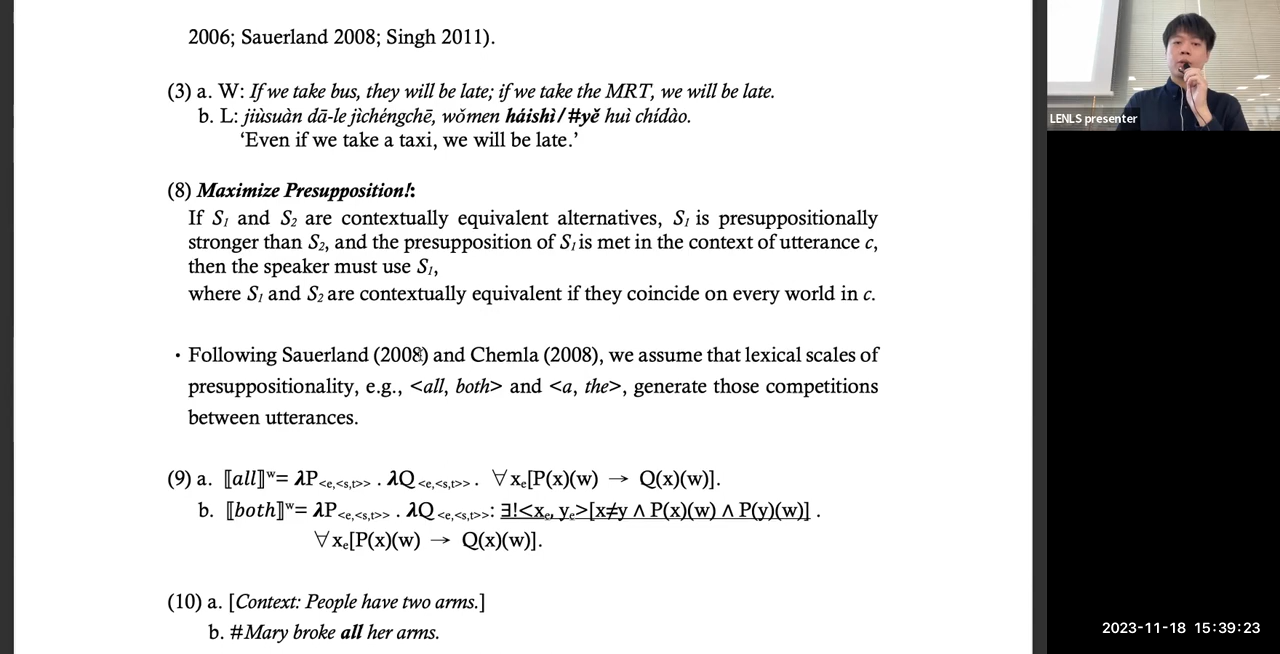 2006; Sauerland 2008; Singh 2011).
(3) a. W: If we take bus, they will be late; if we take the MRT, we will be late.
b. L: jiùsuàn dā-le jìchéngchē, wǒmen háishì/#yě huì chídào.
‘Even if we take a taxi, we will be late.’
(8) Maximize Presupposition!:
If S₁ and S₂ are contextually equivalent alternatives, S₁ is presuppositionally
stronger than S₂, and the presupposition of S₁ is met in the context of utterance c,
then the speaker must use S₁,
where S₁ and S₂ are contextually equivalent if they coincide on every world in c.
· Following Sauerland (2008) and Chemla (2008), we assume that lexical scales of
presuppositionality, e.g., <all, both> and <a, the>, generate those competitions
between utterances.
(9) a. ⟦all⟧ʷ= λP<e,<s,t>> . λQ<e,<s,t>> . ∀xₑ[P(x)(w) → Q(x)(w)].
b. ⟦both⟧ʷ= λP<e,<s,t>> . λQ<e,<s,t>>: ∃!<xₑ, yₑ>[x≠y ∧ P(x)(w) ∧ P(y)(w)] .
∀xₑ[P(x)(w) → Q(x)(w)].
(10) a. [Context: People have two arms.]
b. #Mary broke all her arms.
LENLS presenter
2023-11-18 15:39:23